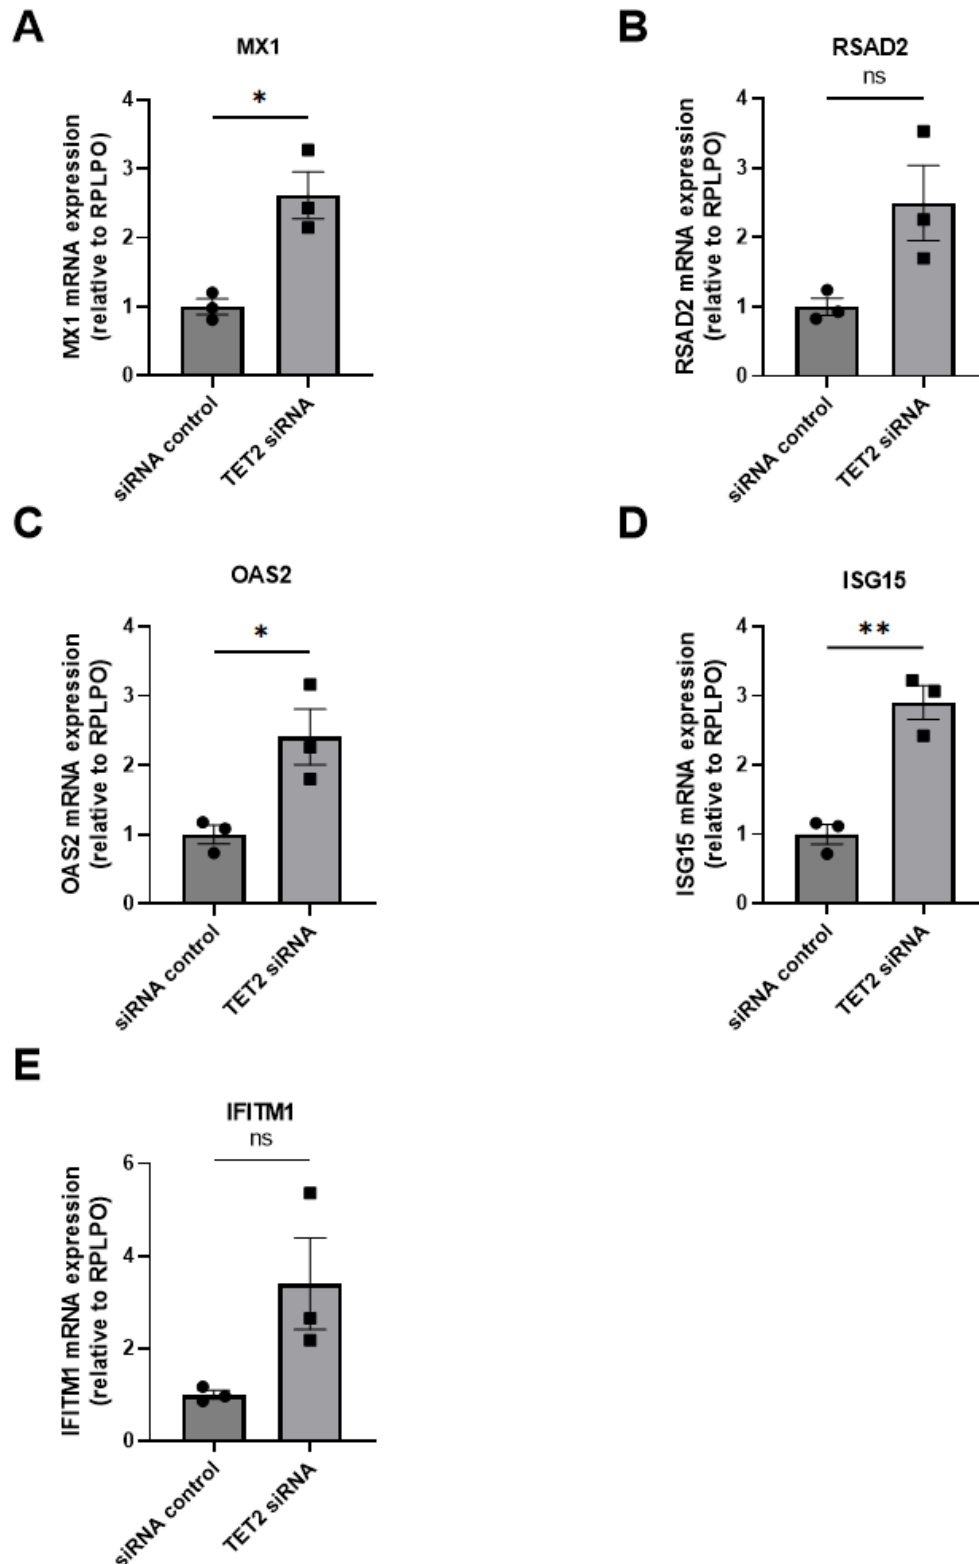 A
MX1
*
4
3
2
1
0
MX1 mRNA expression
(relative to RPLPO)
siRNA control
TET2 siRNA
B
RSAD2
ns
4
3
2
1
0
RSAD2 mRNA expression
(relative to RPLPO)
siRNA control
TET2 siRNA
C
OAS2
*
4
3
2
1
0
OAS2 mRNA expression
(relative to RPLPO)
siRNA control
TET2 siRNA
D
ISG15
**
4
3
2
1
0
ISG15 mRNA expression
(relative to RPLPO)
siRNA control
TET2 siRNA
E
IFITM1
ns
6
4
2
0
IFITM1 mRNA expression
(relative to RPLPO)
siRNA control
TET2 siRNA